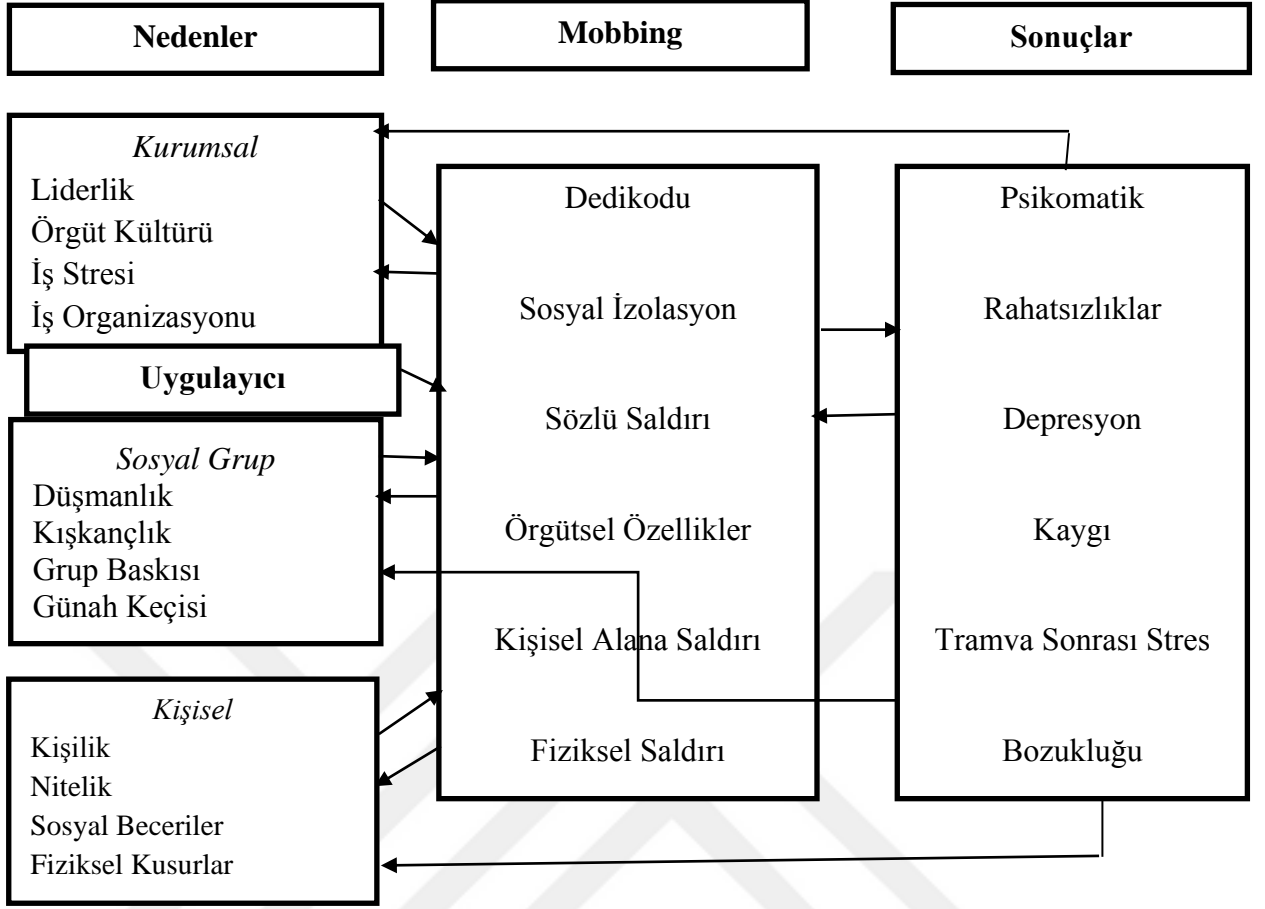 Nedenler
Mobbing
Sonuçlar
Kurumsal
Liderlik
Örgüt Kültürü
İş Stresi
İş Organizasyonu
Uygulayıcı
Sosyal Grup
Düşmanlık
Kışkançlık
Grup Baskısı
Günah Keçisi
Kişisel
Kişilik
Nitelik
Sosyal Beceriler
Fiziksel Kusurlar
Dedikodu
Sosyal İzolasyon
Sözlü Saldırı
Örgütsel Özellikler
Kişisel Alana Saldırı
Fiziksel Saldırı
Psikomatik
Rahatsızlıklar
Depresyon
Kaygı
Tramva Sonrası Stres
Bozukluğu